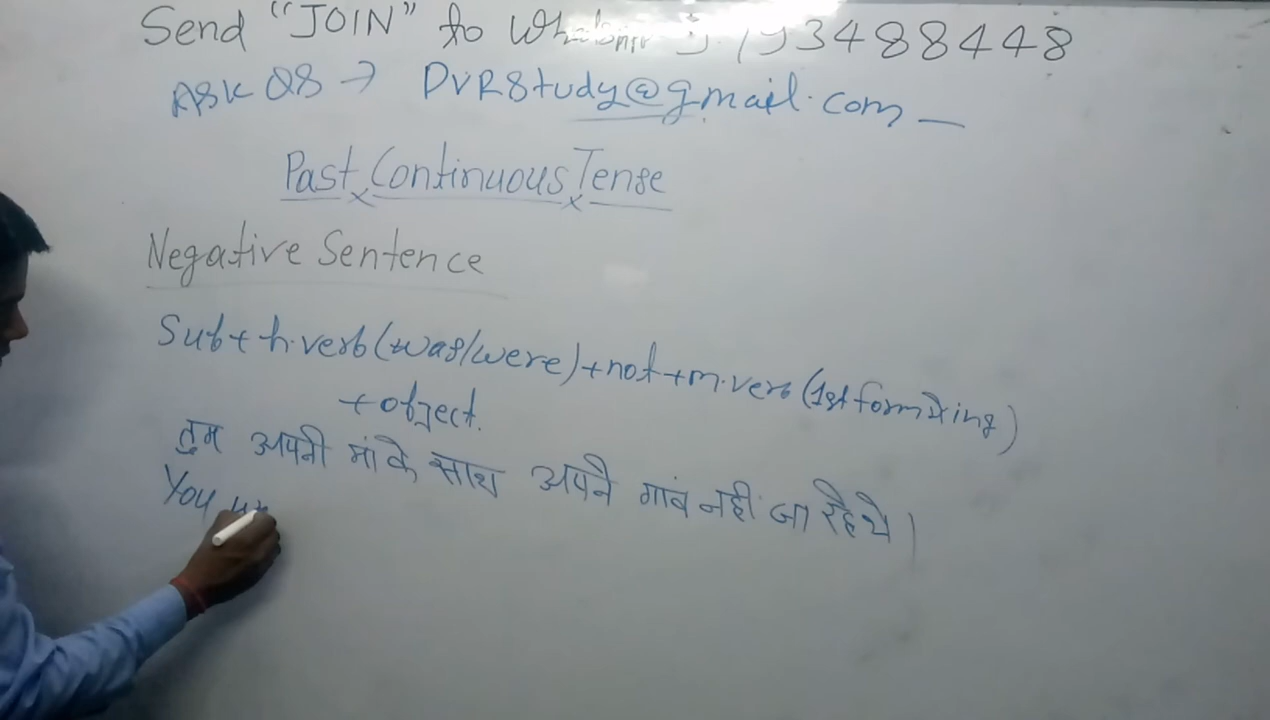 Send "JOIN" to 3488448
Ask QS → DVRStudy@gmail.com
Past Continuous Tense
Negative Sentence
Sub + h.verb (was/were) + not + m.verb (1st form में ing)
+ object.
तुम अपनी मां के साथ अपने गांव नहीं जा रहे थे।
You